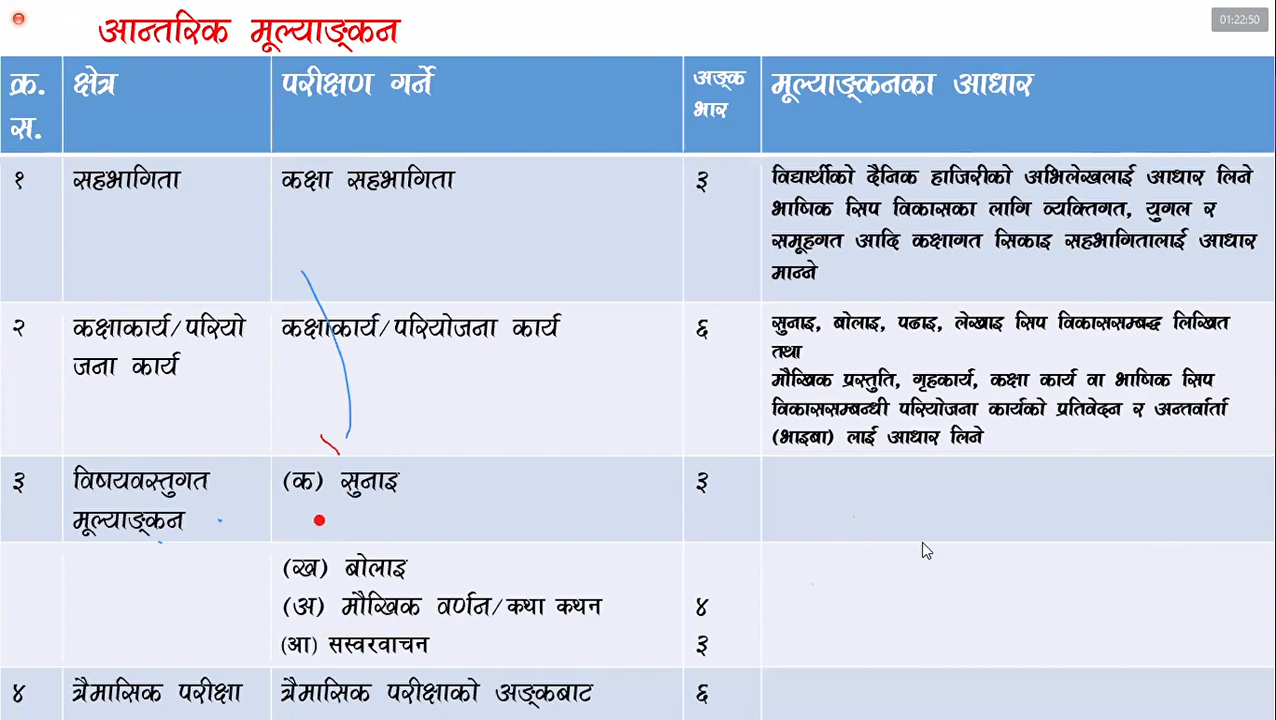 आन्तरिक मूल्याङ्कन
01:22:50
क्र. स. क्षेत्र परीक्षण गर्ने अङ्क भार मूल्याङ्कनका आधार
१ सहभागिता कक्षा सहभागिता ३ विद्यार्थीको दैनिक हाजिरीको अभिलेखलाई आधार लिने
भाषिक सिप विकासका लागि व्यक्तिगत, युगल र
समूहगत आदि कक्षागत सिकाइ सहभागितालाई आधार
मान्ने
२ कक्षाकार्य/परियो कक्षाकार्य/परियोजना कार्य ६ सुनाइ, बोलाइ, पढाइ, लेखाइ सिप विकाससम्बद्ध लिखित
जना कार्य तथा
मौखिक प्रस्तुति, गृहकार्य, कक्षा कार्य वा भाषिक सिप
विकाससम्बन्धी परियोजना कार्यको प्रतिवेदन र अन्तर्वार्ता
(भाइबा) लाई आधार लिने
३ विषयवस्तुगत (क) सुनाइ ३
मूल्याङ्कन
(ख) बोलाइ
(अ) मौखिक वर्णन/कथा कथन ४
(आ) सस्वरवाचन ३
४ त्रैमासिक परीक्षा त्रैमासिक परीक्षाको अङ्कबाट ६